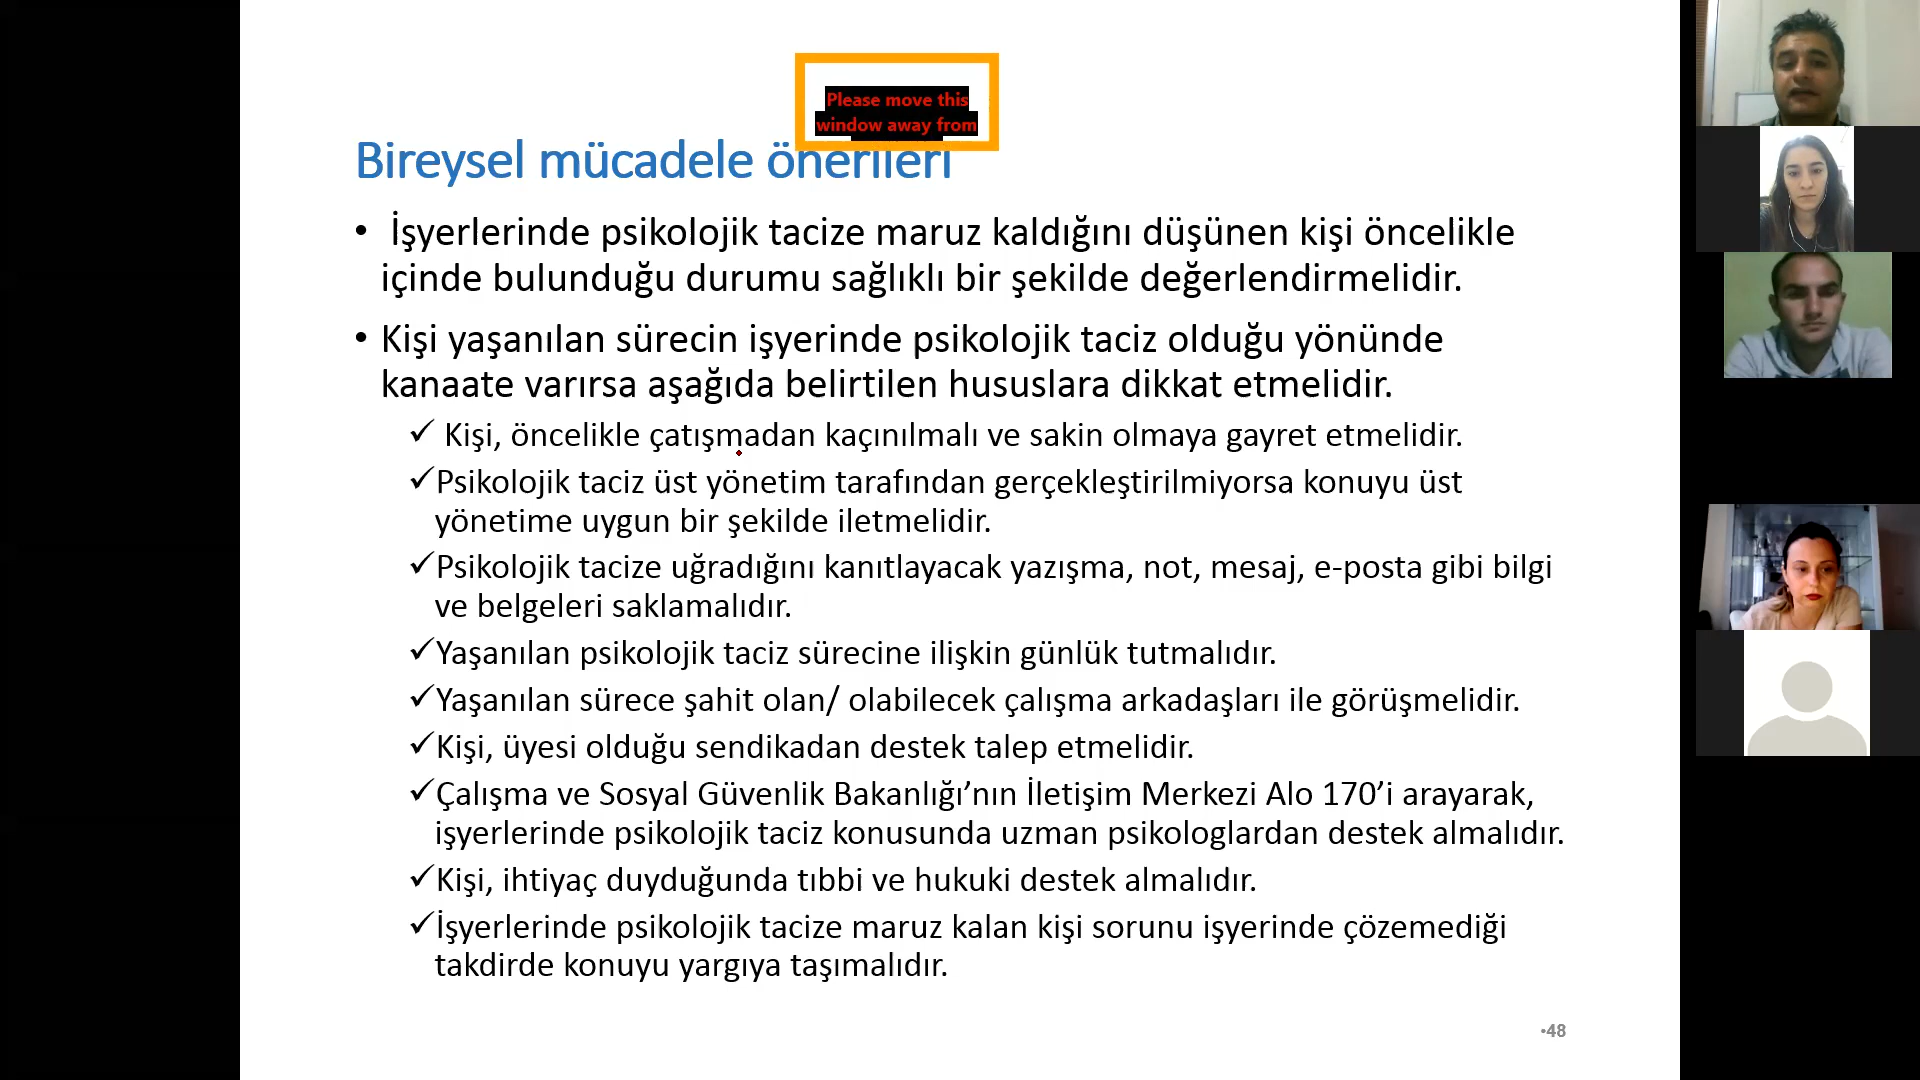 Please move this
window away from
Bireysel mücadele önerileri
• İşyerlerinde psikolojik tacize maruz kaldığını düşünen kişi öncelikle
içinde bulunduğu durumu sağlıklı bir şekilde değerlendirmelidir.
• Kişi yaşanılan sürecin işyerinde psikolojik taciz olduğu yönünde
kanaate varırsa aşağıda belirtilen hususlara dikkat etmelidir.
✓ Kişi, öncelikle çatışmadan kaçınılmalı ve sakin olmaya gayret etmelidir.
✓Psikolojik taciz üst yönetim tarafından gerçekleştirilmiyorsa konuyu üst
yönetime uygun bir şekilde iletmelidir.
✓Psikolojik tacize uğradığını kanıtlayacak yazışma, not, mesaj, e-posta gibi bilgi
ve belgeleri saklamalıdır.
✓Yaşanılan psikolojik taciz sürecine ilişkin günlük tutmalıdır.
✓Yaşanılan sürece şahit olan/ olabilecek çalışma arkadaşları ile görüşmelidir.
✓Kişi, üyesi olduğu sendikadan destek talep etmelidir.
✓Çalışma ve Sosyal Güvenlik Bakanlığı’nın İletişim Merkezi Alo 170’i arayarak,
işyerlerinde psikolojik taciz konusunda uzman psikologlardan destek almalıdır.
✓Kişi, ihtiyaç duyduğunda tıbbi ve hukuki destek almalıdır.
✓İşyerlerinde psikolojik tacize maruz kalan kişi sorunu işyerinde çözemediği
takdirde konuyu yargıya taşımalıdır.
•48